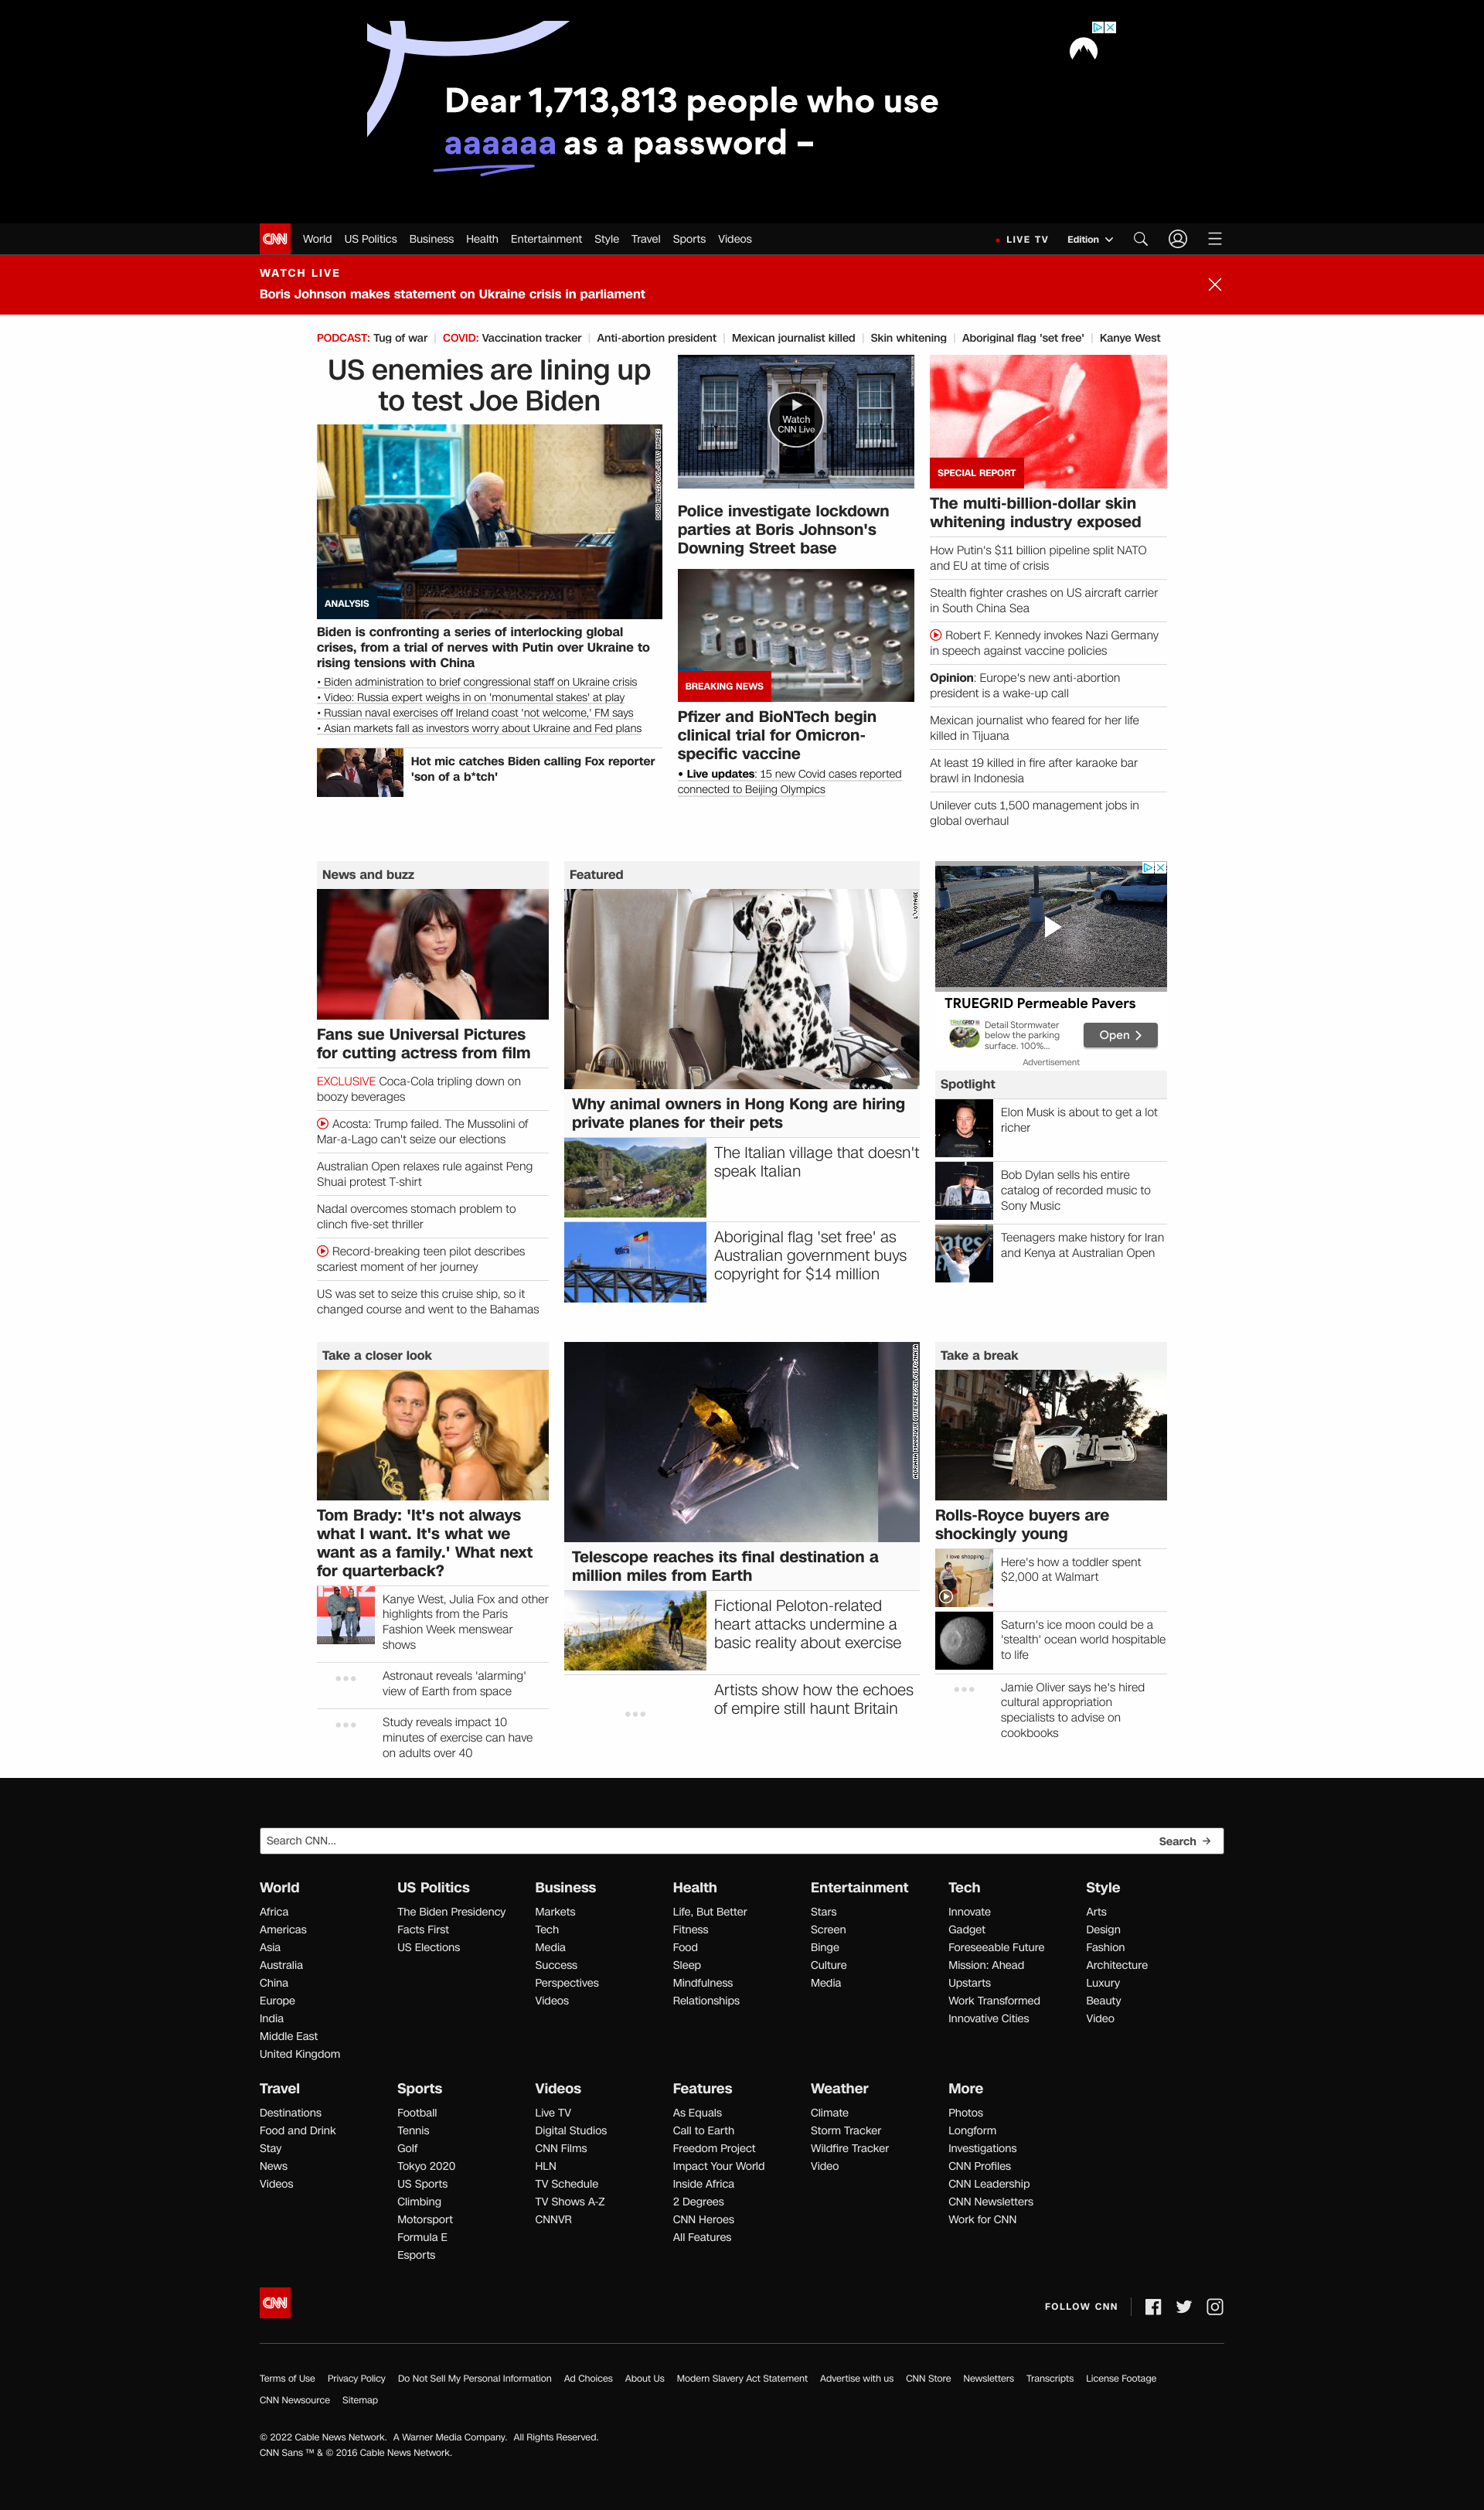 Dear 1,713,813 people who use
aaaaaa as a password –
CNN
World
US Politics
Business
Health
Entertainment
Style
Travel
Sports
Videos
LIVE TV
Edition
WATCH LIVE
Boris Johnson makes statement on Ukraine crisis in parliament
PODCAST: Tug of war
COVID: Vaccination tracker
Anti-abortion president
Mexican journalist killed
Skin whitening
Aboriginal flag 'set free'
Kanye West
US enemies are lining up
to test Joe Biden
ANALYSIS
Biden is confronting a series of interlocking global
crises, from a trial of nerves with Putin over Ukraine to
rising tensions with China
• Biden administration to brief congressional staff on Ukraine crisis
• Video: Russia expert weighs in on 'monumental stakes' at play
• Russian naval exercises off Ireland coast 'not welcome,' FM says
• Asian markets fall as investors worry about Ukraine and Fed plans
Hot mic catches Biden calling Fox reporter
'son of a b*tch'
Watch
CNN Live
Police investigate lockdown
parties at Boris Johnson's
Downing Street base
BREAKING NEWS
Pfizer and BioNTech begin
clinical trial for Omicron-
specific vaccine
• Live updates: 15 new Covid cases reported
connected to Beijing Olympics
SPECIAL REPORT
The multi-billion-dollar skin
whitening industry exposed
How Putin's $11 billion pipeline split NATO
and EU at time of crisis
Stealth fighter crashes on US aircraft carrier
in South China Sea
Robert F. Kennedy invokes Nazi Germany
in speech against vaccine policies
Opinion: Europe's new anti-abortion
president is a wake-up call
Mexican journalist who feared for her life
killed in Tijuana
At least 19 killed in fire after karaoke bar
brawl in Indonesia
Unilever cuts 1,500 management jobs in
global overhaul
News and buzz
Fans sue Universal Pictures
for cutting actress from film
EXCLUSIVE Coca-Cola tripling down on
boozy beverages
Acosta: Trump failed. The Mussolini of
Mar-a-Lago can't seize our elections
Australian Open relaxes rule against Peng
Shuai protest T-shirt
Nadal overcomes stomach problem to
clinch five-set thriller
Record-breaking teen pilot describes
scariest moment of her journey
US was set to seize this cruise ship, so it
changed course and went to the Bahamas
Featured
Why animal owners in Hong Kong are hiring
private planes for their pets
The Italian village that doesn't
speak Italian
Aboriginal flag 'set free' as
Australian government buys
copyright for $14 million
TRUEGRID Permeable Pavers
Detail Stormwater
below the parking
surface. 100%...
Open
Advertisement
Spotlight
Elon Musk is about to get a lot
richer
Bob Dylan sells his entire
catalog of recorded music to
Sony Music
Teenagers make history for Iran
and Kenya at Australian Open
Take a closer look
Tom Brady: 'It's not always
what I want. It's what we
want as a family.' What next
for quarterback?
Kanye West, Julia Fox and other
highlights from the Paris
Fashion Week menswear
shows
Astronaut reveals 'alarming'
view of Earth from space
Study reveals impact 10
minutes of exercise can have
on adults over 40
Telescope reaches its final destination a
million miles from Earth
Fictional Peloton-related
heart attacks undermine a
basic reality about exercise
Artists show how the echoes
of empire still haunt Britain
Take a break
Rolls-Royce buyers are
shockingly young
I love shopping...
Here's how a toddler spent
$2,000 at Walmart
Saturn's ice moon could be a
'stealth' ocean world hospitable
to life
Jamie Oliver says he's hired
cultural appropriation
specialists to advise on
cookbooks
Search CNN...
Search
World
Africa
Americas
Asia
Australia
China
Europe
India
Middle East
United Kingdom
US Politics
The Biden Presidency
Facts First
US Elections
Business
Markets
Tech
Media
Success
Perspectives
Videos
Health
Life, But Better
Fitness
Food
Sleep
Mindfulness
Relationships
Entertainment
Stars
Screen
Binge
Culture
Media
Tech
Innovate
Gadget
Foreseeable Future
Mission: Ahead
Upstarts
Work Transformed
Innovative Cities
Style
Arts
Design
Fashion
Architecture
Luxury
Beauty
Video
Travel
Destinations
Food and Drink
Stay
News
Videos
Sports
Football
Tennis
Golf
Tokyo 2020
US Sports
Climbing
Motorsport
Formula E
Esports
Videos
Live TV
Digital Studios
CNN Films
HLN
TV Schedule
TV Shows A-Z
CNNVR
Features
As Equals
Call to Earth
Freedom Project
Impact Your World
Inside Africa
2 Degrees
CNN Heroes
All Features
Weather
Climate
Storm Tracker
Wildfire Tracker
Video
More
Photos
Longform
Investigations
CNN Profiles
CNN Leadership
CNN Newsletters
Work for CNN
CNN
FOLLOW CNN
Terms of Use
Privacy Policy
Do Not Sell My Personal Information
Ad Choices
About Us
Modern Slavery Act Statement
Advertise with us
CNN Store
Newsletters
Transcripts
License Footage
CNN Newsource
Sitemap
© 2022 Cable News Network. A Warner Media Company. All Rights Reserved.
CNN Sans ™ & © 2016 Cable News Network.